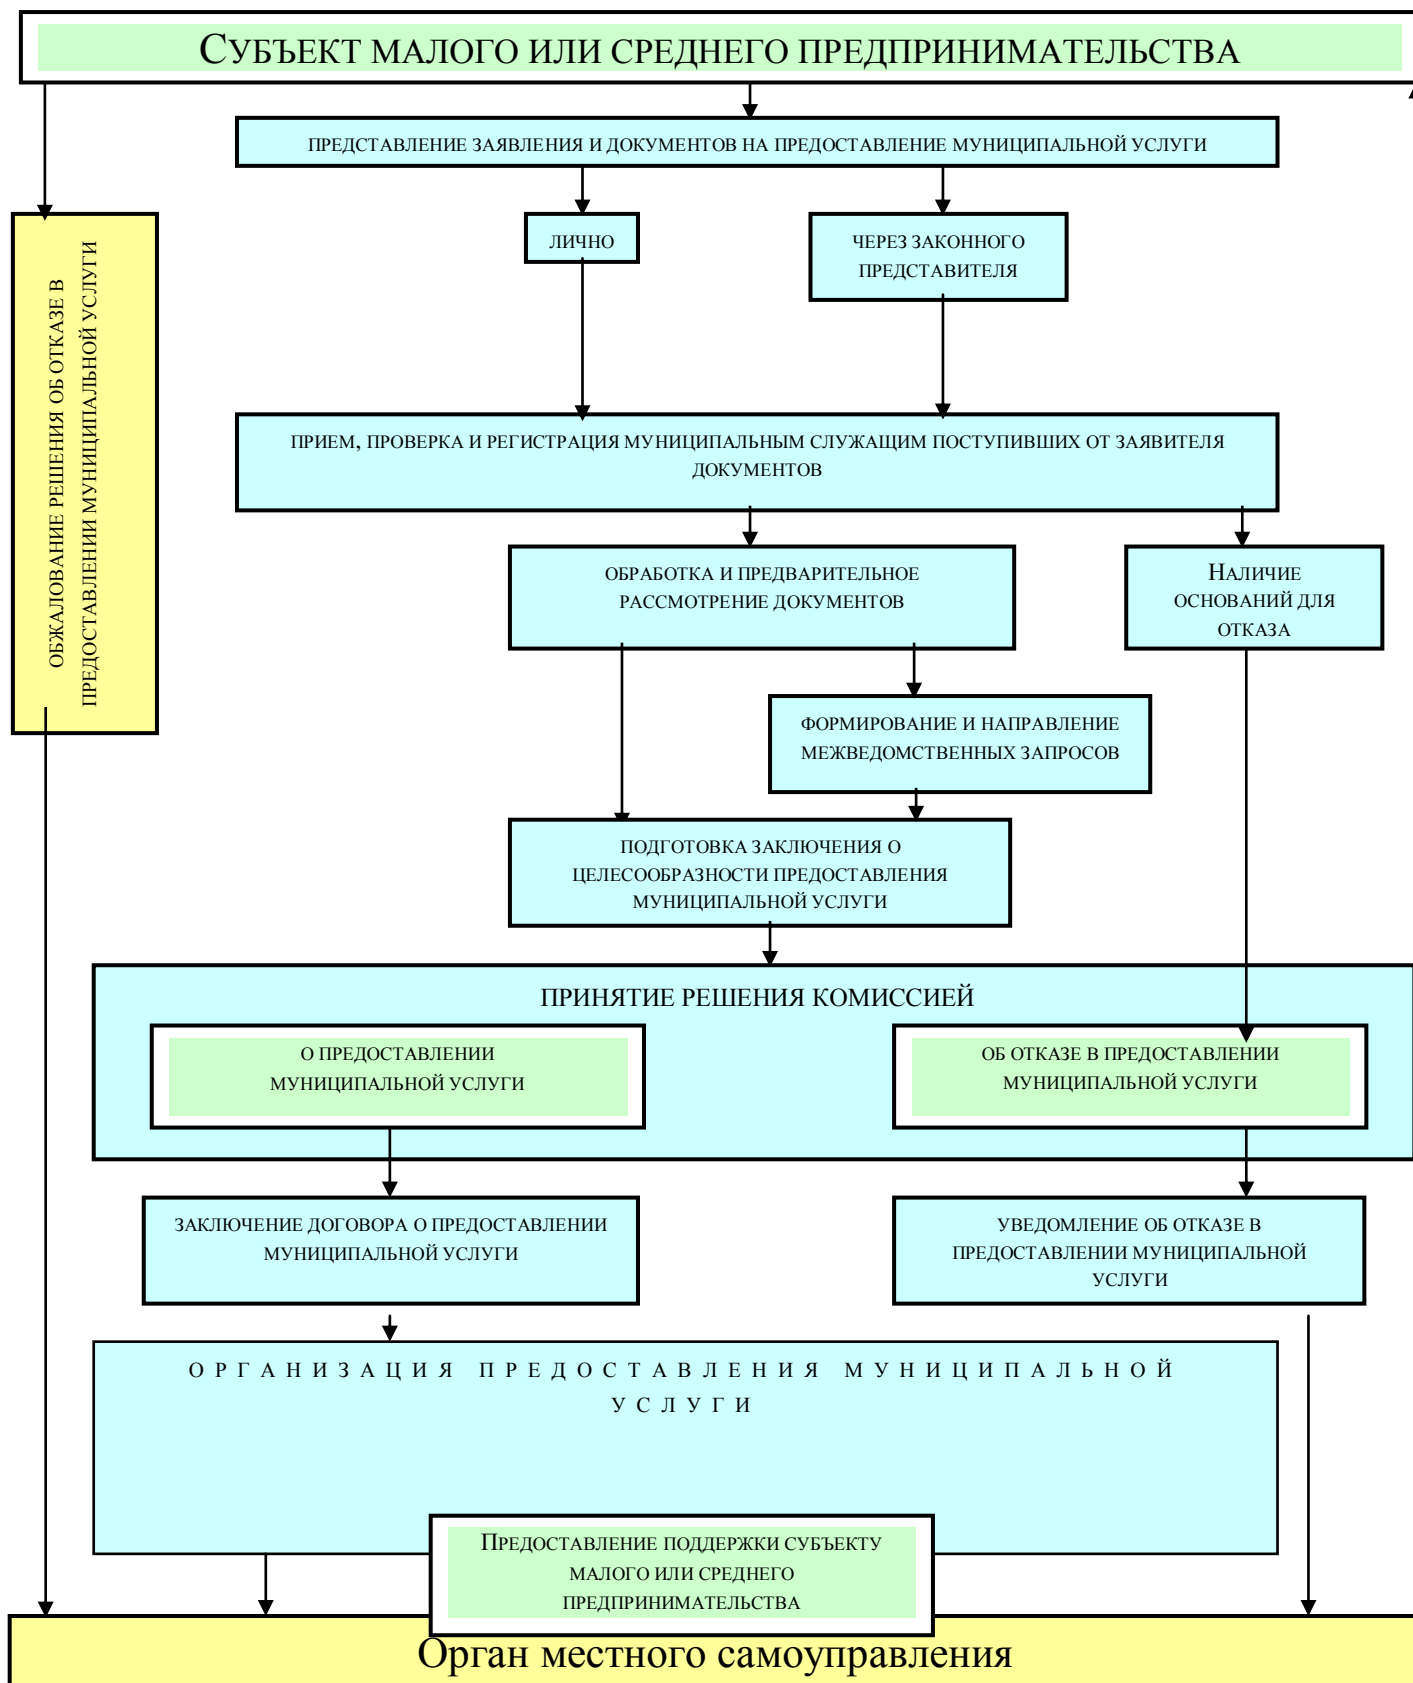 СУБЪЕКТ МАЛОГО ИЛИ СРЕДНЕГО ПРЕДПРИНИМАТЕЛЬСТВА
ПРЕДСТАВЛЕНИЕ ЗАЯВЛЕНИЯ И ДОКУМЕНТОВ НА ПРЕДОСТАВЛЕНИЕ МУНИЦИПАЛЬНОЙ УСЛУГИ
ЛИЧНО
ЧЕРЕЗ ЗАКОННОГО
ПРЕДСТАВИТЕЛЯ
ОБЖАЛОВАНИЕ РЕШЕНИЯ ОБ ОТКАЗЕ В
ПРЕДОСТАВЛЕНИИ МУНИЦИПАЛЬНОЙ УСЛУГИ
ПРИЕМ, ПРОВЕРКА И РЕГИСТРАЦИЯ МУНИЦИПАЛЬНЫМ СЛУЖАЩИМ ПОСТУПИВШИХ ОТ ЗАЯВИТЕЛЯ
ДОКУМЕНТОВ
ОБРАБОТКА И ПРЕДВАРИТЕЛЬНОЕ
РАССМОТРЕНИЕ ДОКУМЕНТОВ
НАЛИЧИЕ
ОСНОВАНИЙ ДЛЯ
ОТКАЗА
ФОРМИРОВАНИЕ И НАПРАВЛЕНИЕ
МЕЖВЕДОМСТВЕННЫХ ЗАПРОСОВ
ПОДГОТОВКА ЗАКЛЮЧЕНИЯ О
ЦЕЛЕСООБРАЗНОСТИ ПРЕДОСТАВЛЕНИЯ
МУНИЦИПАЛЬНОЙ УСЛУГИ
ПРИНЯТИЕ РЕШЕНИЯ КОМИССИЕЙ
О ПРЕДОСТАВЛЕНИИ
МУНИЦИПАЛЬНОЙ УСЛУГИ
ОБ ОТКАЗЕ В ПРЕДОСТАВЛЕНИИ
МУНИЦИПАЛЬНОЙ УСЛУГИ
ЗАКЛЮЧЕНИЕ ДОГОВОРА О ПРЕДОСТАВЛЕНИИ
МУНИЦИПАЛЬНОЙ УСЛУГИ
УВЕДОМЛЕНИЕ ОБ ОТКАЗЕ В
ПРЕДОСТАВЛЕНИИ МУНИЦИПАЛЬНОЙ
УСЛУГИ
ОРГАНИЗАЦИЯ ПРЕДОСТАВЛЕНИЯ МУНИЦИПАЛЬНОЙ
УСЛУГИ
ПРЕДОСТАВЛЕНИЕ ПОДДЕРЖКИ СУБЪЕКТУ
МАЛОГО ИЛИ СРЕДНЕГО
ПРЕДПРИНИМАТЕЛЬСТВА
Орган местного самоуправления